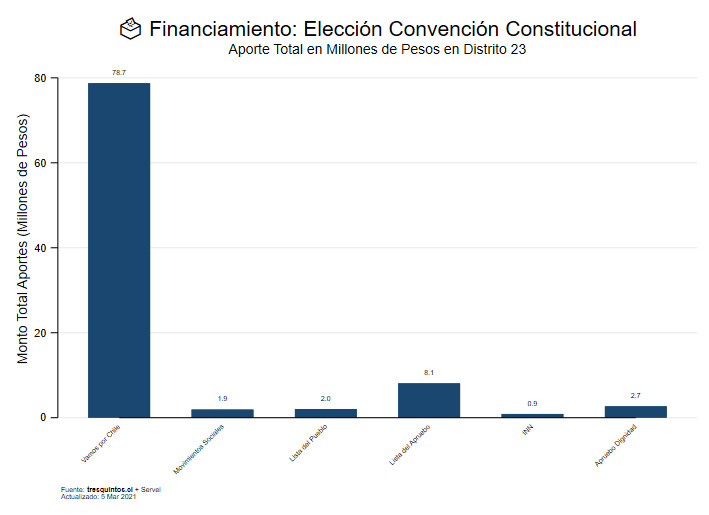 Financiamiento: Elección Convención Constitucional
Aporte Total en Millones de Pesos en Distrito 23
Monto Total Aportes (Millones de Pesos)
80
60
40
20
0
78.7
1.9
2.0
8.1
0.9
2.7
Vamos por Chile
Movimientos Sociales
Lista del Pueblo
Lista del Apruebo
INN
Apruebo Dignidad
Fuente: tresquintos.cl + Servel
Actualizado: 5 Mar 2021